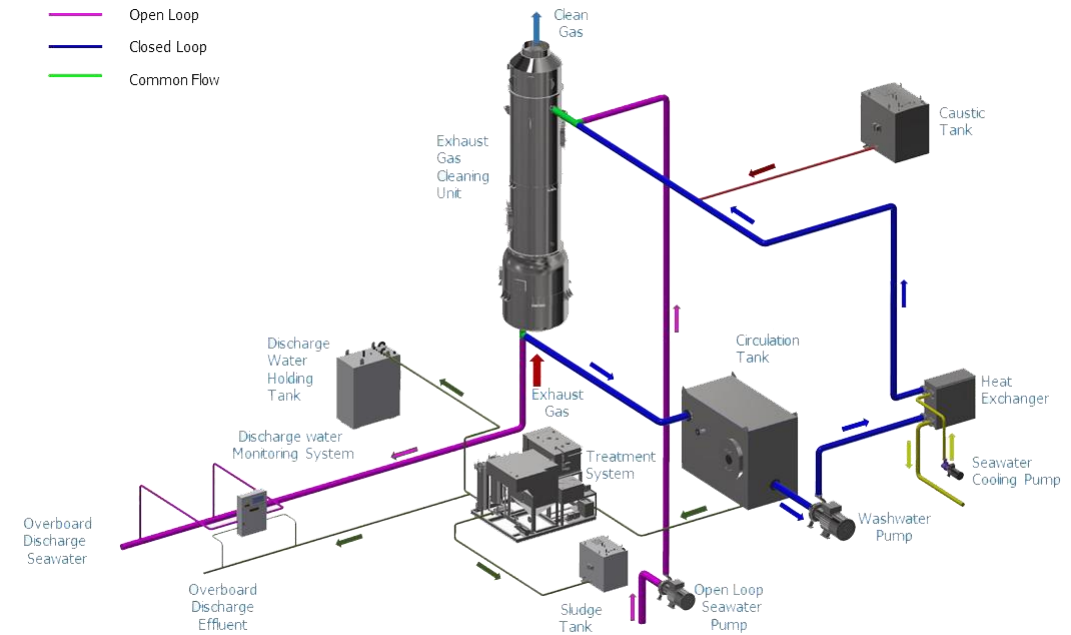 Open Loop
Closed Loop
Common Flow
Clean
Gas
Exhaust
Gas
Cleaning
Unit
Caustic
Tank
Discharge
Water
Holding
Tank
Circulation
Tank
Exhaust
Gas
Heat
Exchanger
Discharge water
Monitoring System
Treatment
System
Seawater
Cooling Pump
Overboard
Discharge
Seawater
Washwater
Pump
Overboard
Discharge
Effluent
Sludge
Tank
Open Loop
Seawater
Pump